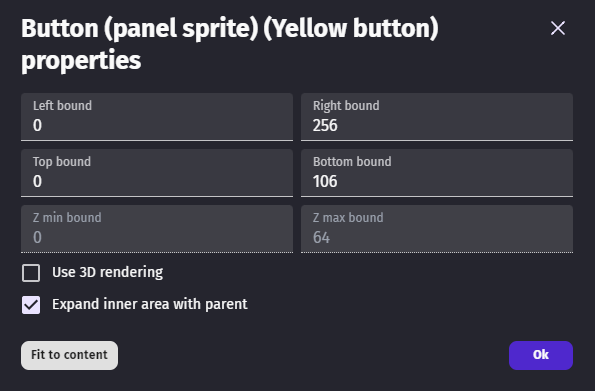 Button (panel sprite) (Yellow button)
properties
Left bound
0
Right bound
256
Top bound
0
Bottom bound
106
Z min bound
0
Z max bound
64
Use 3D rendering
Expand inner area with parent
Fit to content
Ok